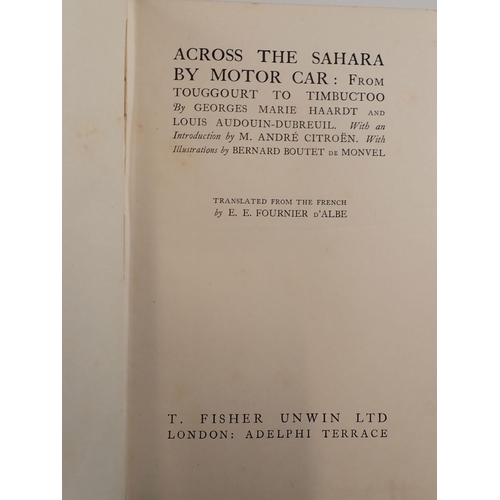 ACROSS THE SAHARA
BY MOTOR CAR: FROM
TOUGGOURT TO TIMBUCTOO
By GEORGES MARIE HAARDT AND
LOUIS AUDOUIN-DUBREUIL. With an
Introduction by M. ANDRÉ CITROËN. With
Illustrations by BERNARD BOUTET DE MONVEL
TRANSLATED FROM THE FRENCH
by E. E. FOURNIER D'ALBE
T. FISHER UNWIN LTD
LONDON: ADELPHI TERRACE